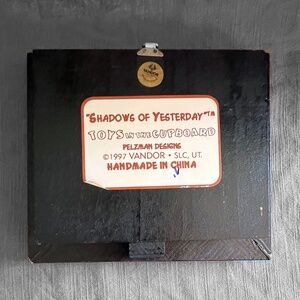 "SHADOWS OF YESTERDAY"™
TOYS IN THE CUPBOARD
PELZMAN DESIGNS
©1997 VANDOR • SLC, UT.
HANDMADE IN CHINA